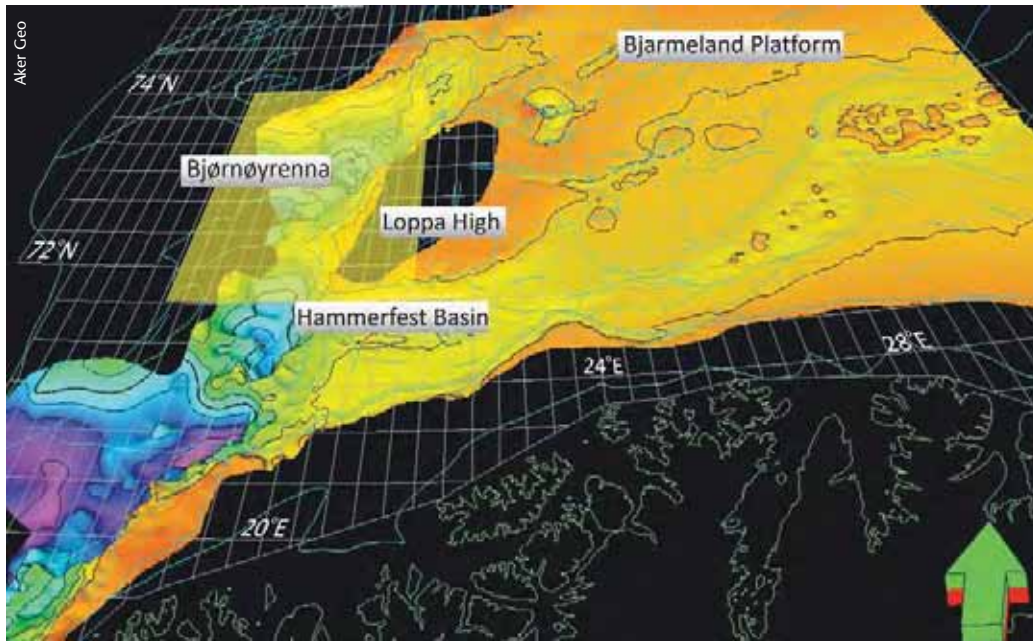 Aker Geo
Bjarmeland Platform
74°N
Bjørnøyrenna
Loppa High
72°N
Hammerfest Basin
24°E
28°E
20°E